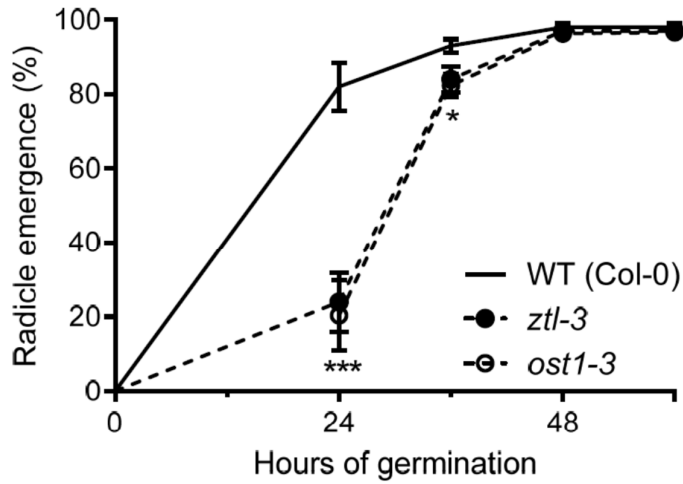 Radicle emergence (%)
100
80
60
40
20
0
*
***
WT (Col-0)
ztl-3
ost1-3
0
24
48
Hours of germination